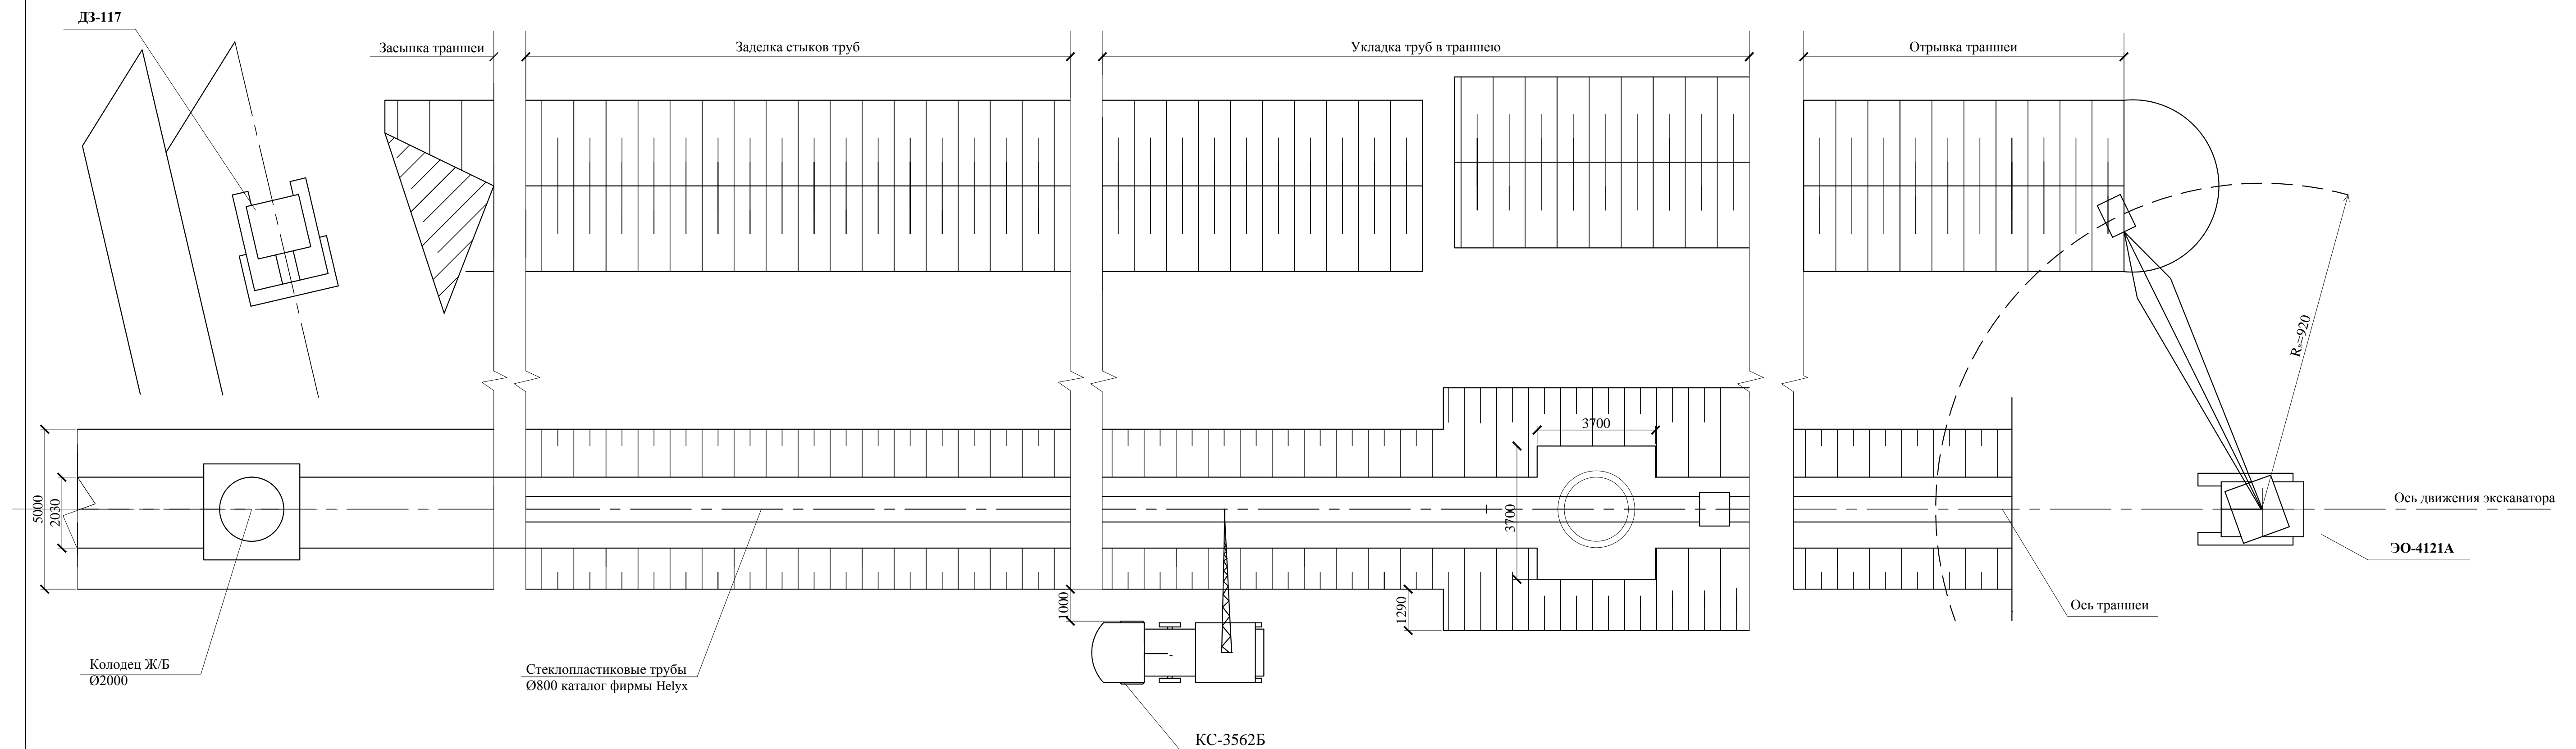 ДЗ-117
Засыпка траншеи
Заделка стыков труб
Укладка труб в траншею
Отрывка траншеи
Rв=920
3700
3700
5000
2030
Ось движения экскаватора
ЭО-4121А
Ось траншеи
1000
1290
Колодец Ж/Б
Ø2000
Стеклопластиковые трубы
Ø800 каталог фирмы Helyx
КС-3562Б